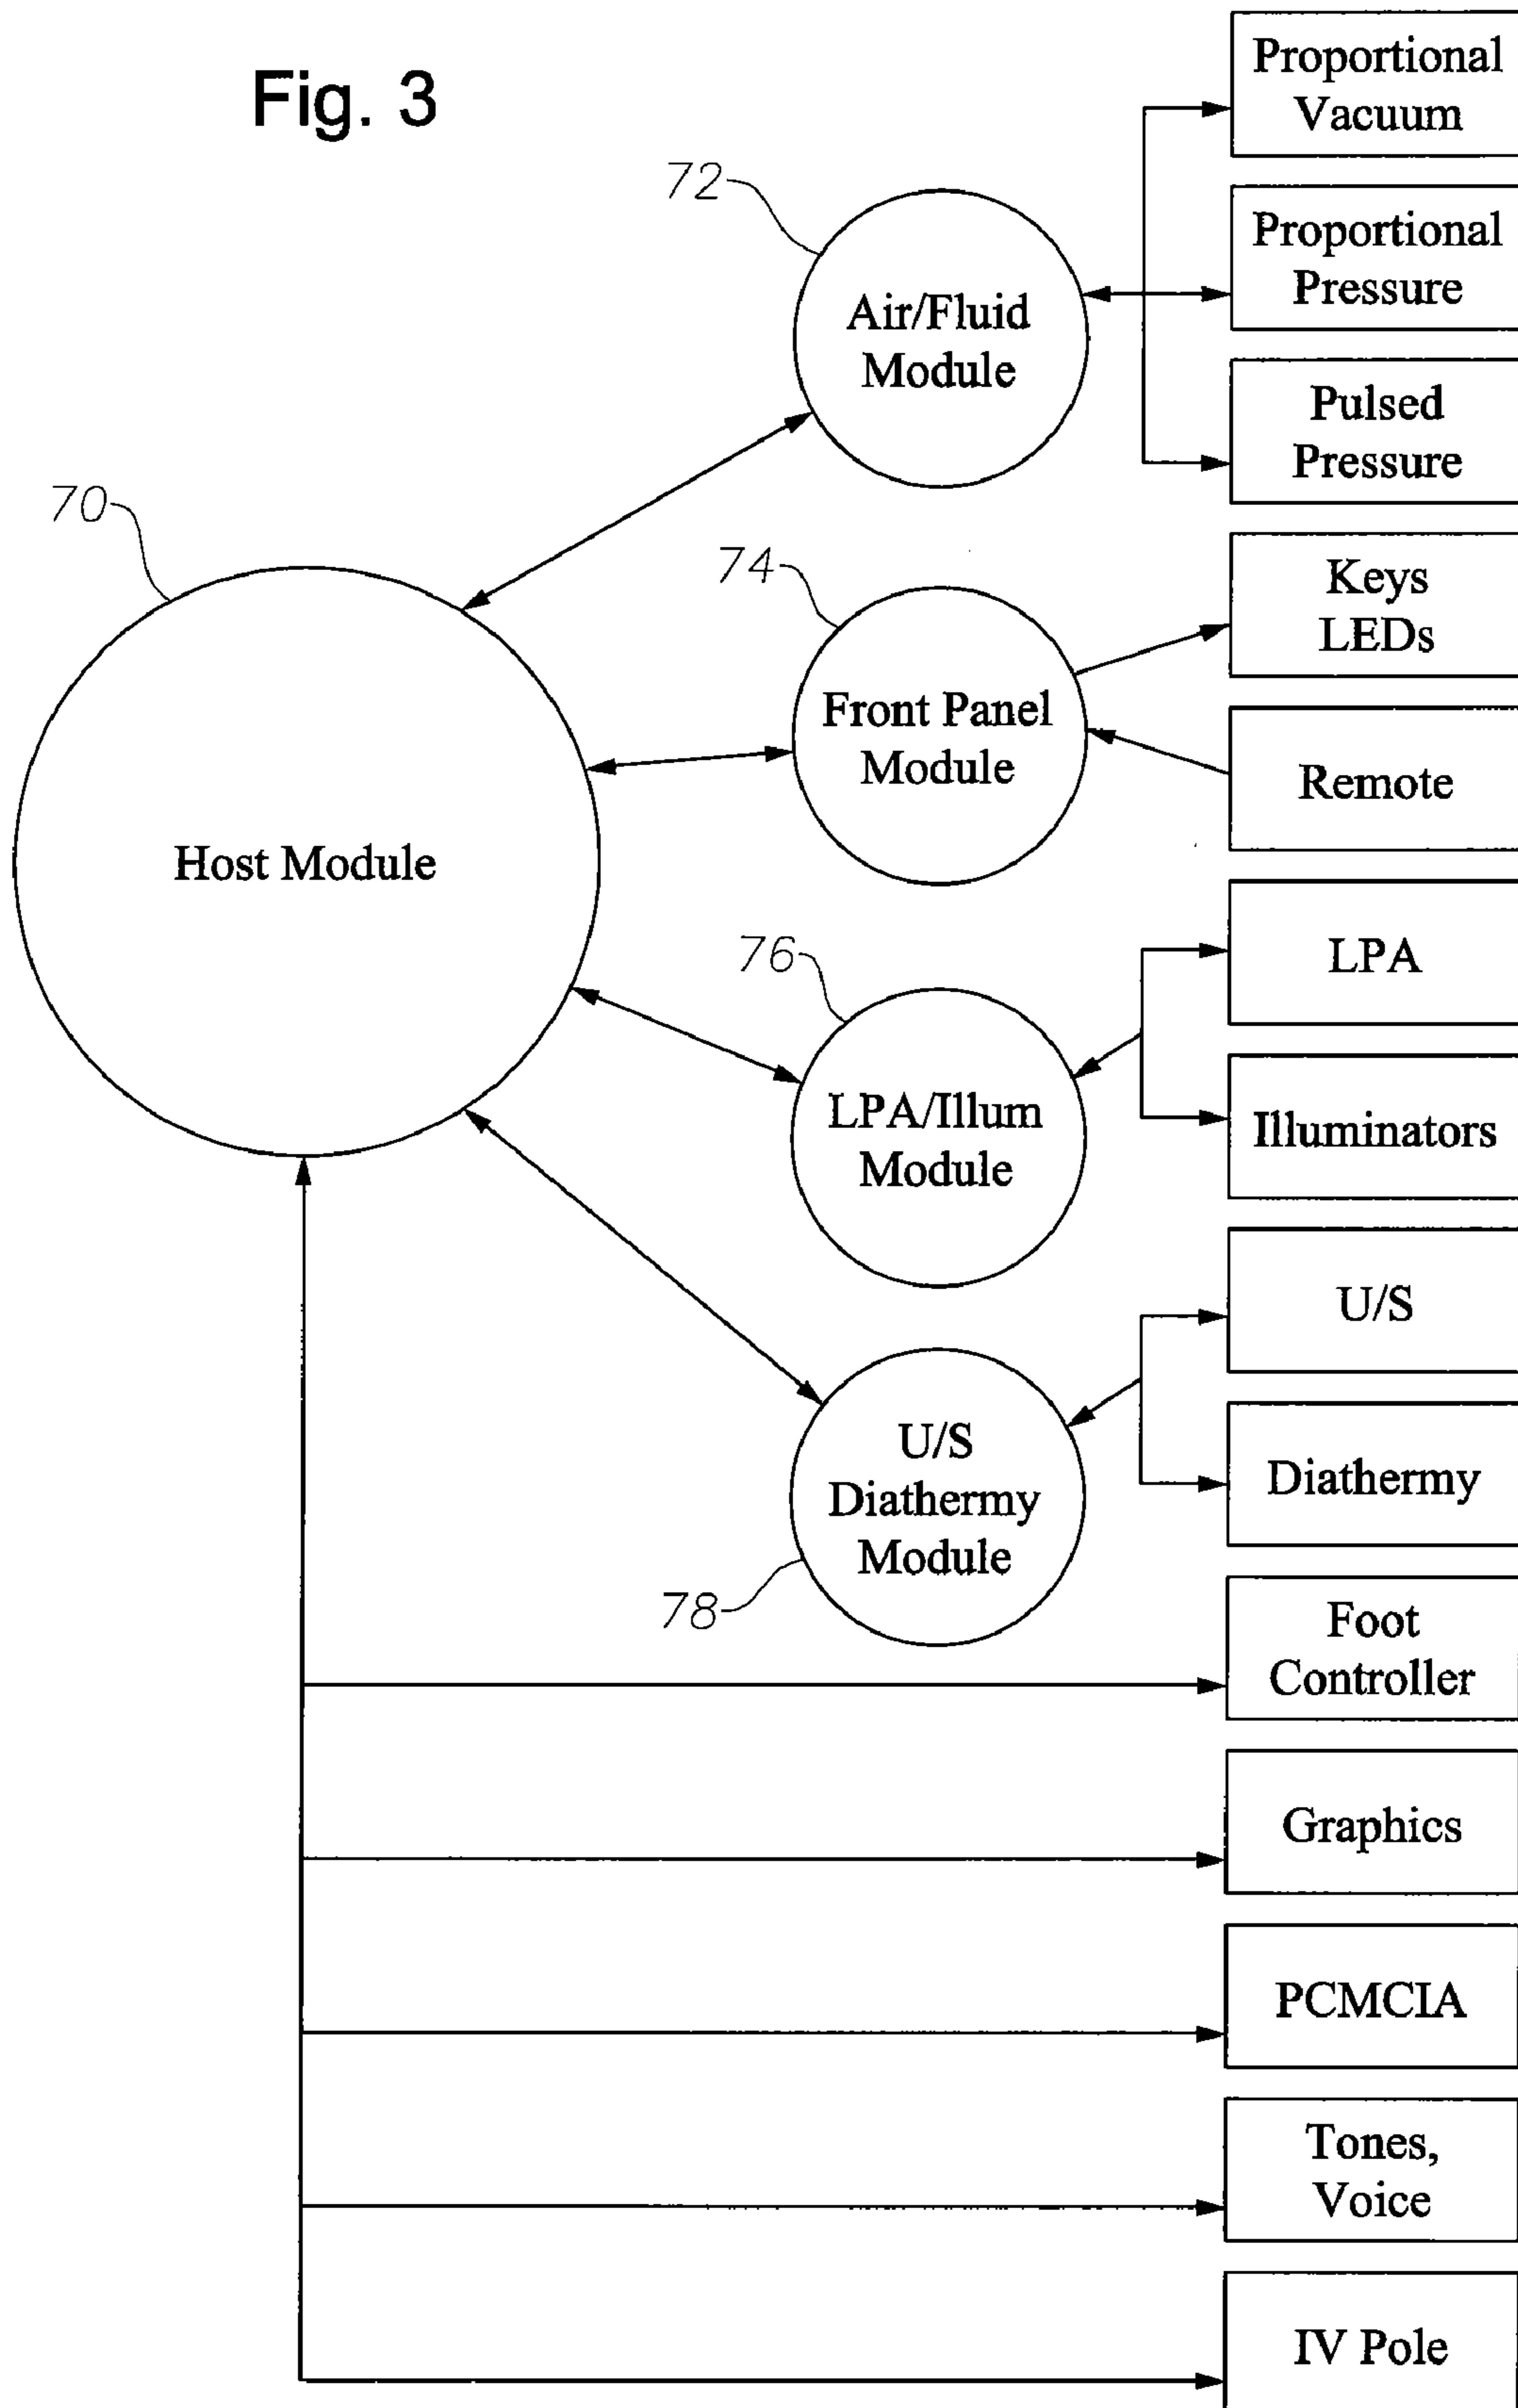 Fig. 3
Proportional
Vacuum
72
Proportional
Pressure
Air/Fluid
Module
Pulsed
Pressure
70
74
Keys
LEDs
Front Panel
Module
Remote
Host Module
76
LPA
LPA/Illum
Module
Illuminators
U/S
U/S
Diathermy
Module
Diathermy
78
Foot
Controller
Graphics
PCMCIA
Tones,
Voice
IV Pole